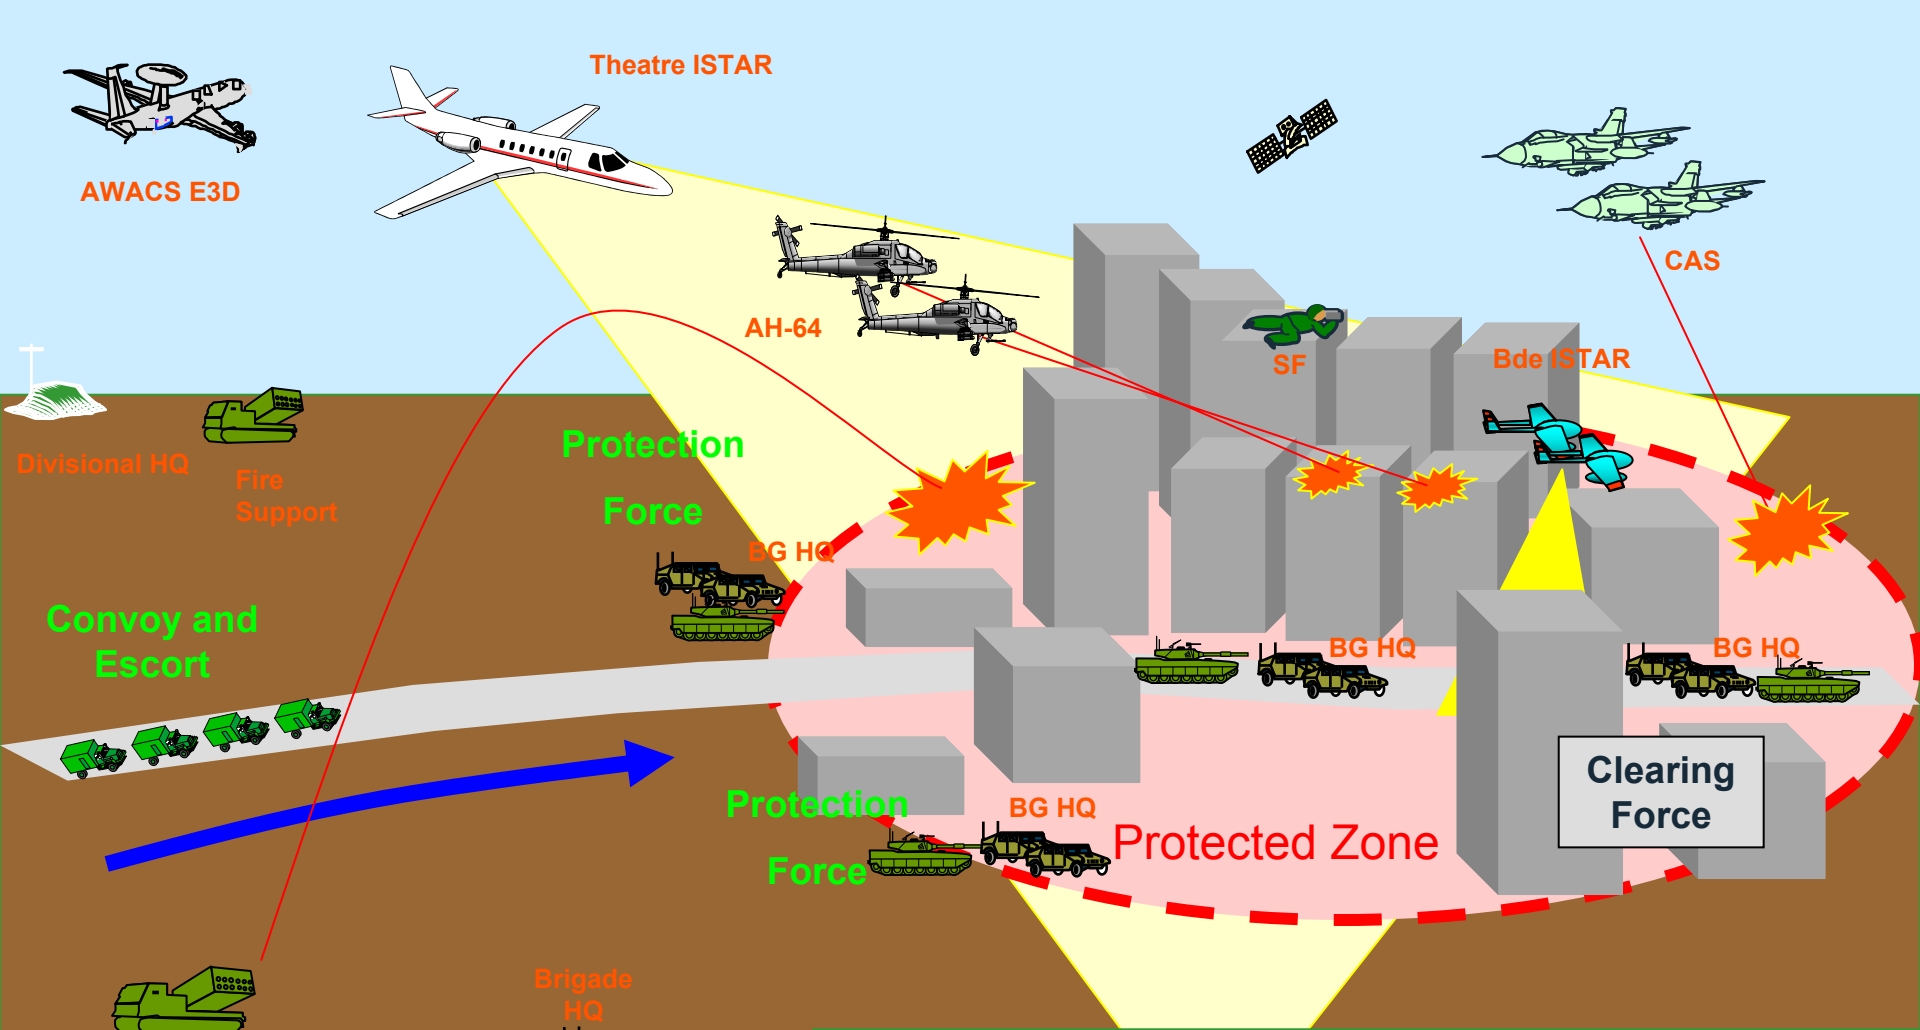 Theatre ISTAR
AWACS E3D
CAS
AH-64
SF
Bde ISTAR
Divisional HQ
Fire
Support
Protection
Force
BG HQ
Convoy and
Escort
BG HQ
BG HQ
Clearing
Force
Protection
Force
BG HQ
Protected Zone
Brigade
HQ